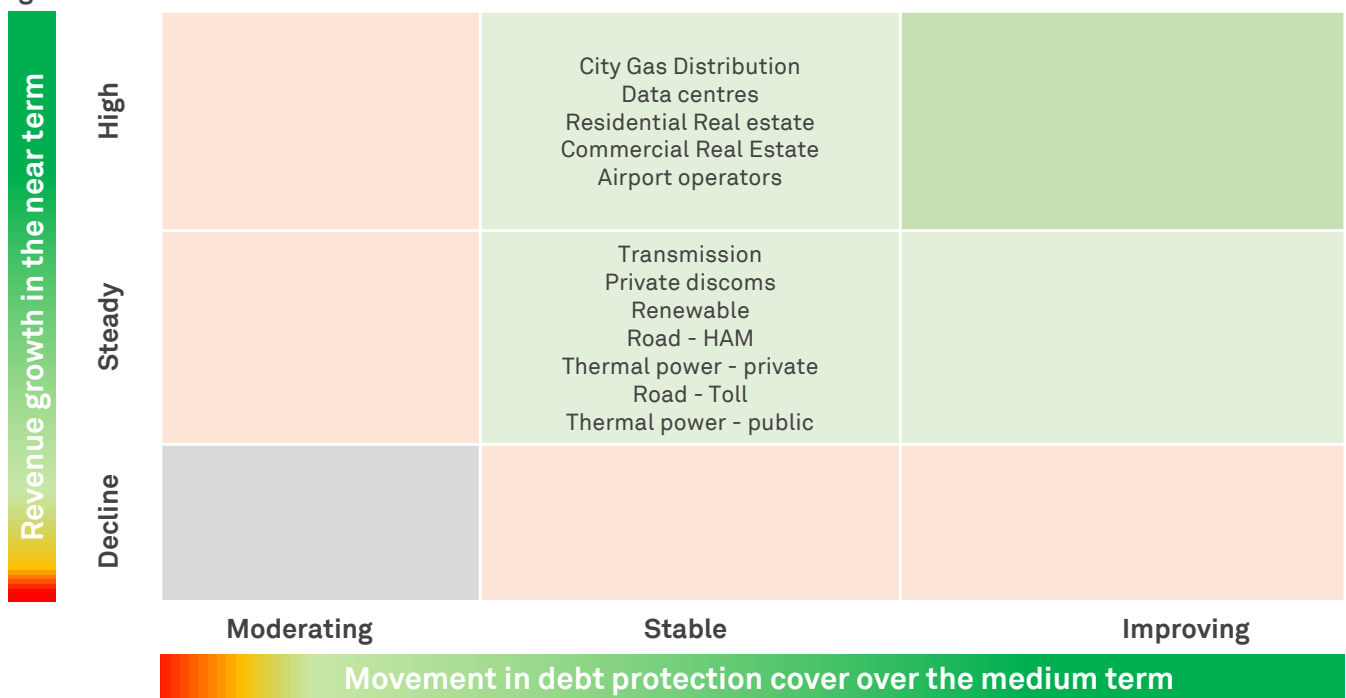 Revenue growth in the near term
High
City Gas Distribution
Data centres
Residential Real estate
Commercial Real Estate
Airport operators
Steady
Transmission
Private discoms
Renewable
Road - HAM
Thermal power - private
Road - Toll
Thermal power - public
Decline
Moderating
Stable
Improving
Movement in debt protection cover over the medium term